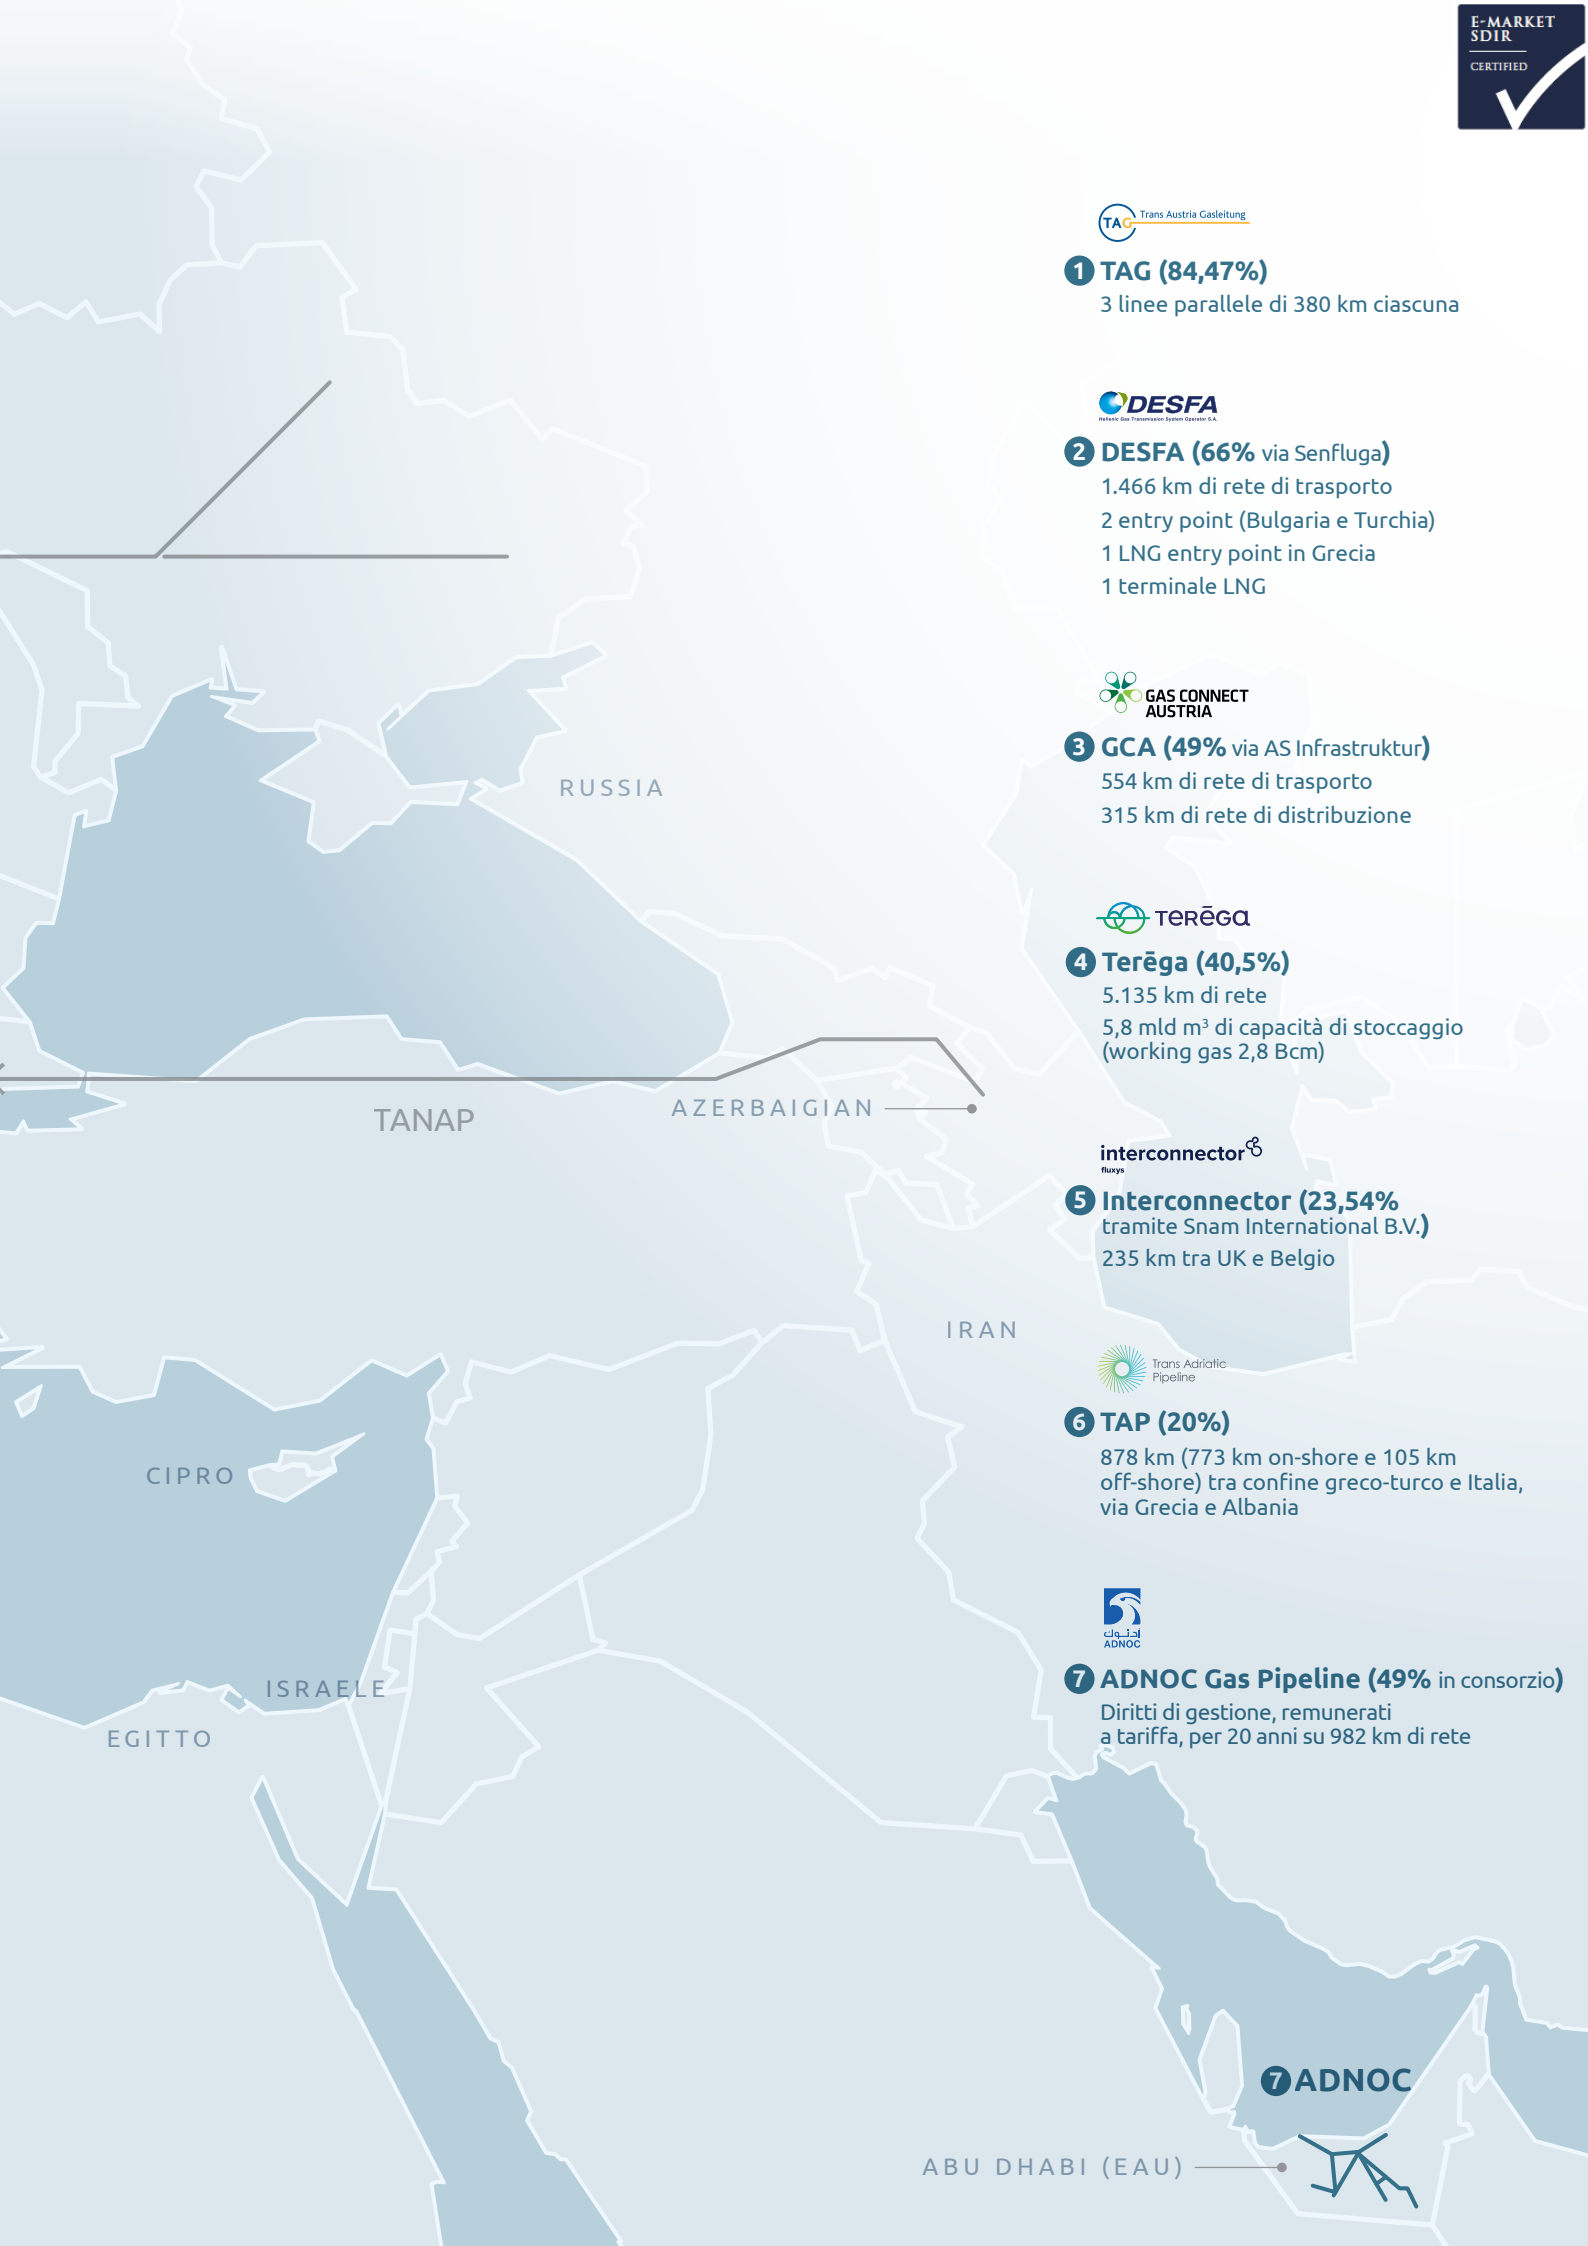 E-MARKET
SDIR
CERTIFIED
TAG Trans Austria Gasleitung
1 TAG (84,47%)
3 linee parallele di 380 km ciascuna
DESFA
Hellenic Gas Transmission System Operator S.A.
2 DESFA (66% via Senfluga)
1.466 km di rete di trasporto
2 entry point (Bulgaria e Turchia)
1 LNG entry point in Grecia
1 terminale LNG
GAS CONNECT
AUSTRIA
3 GCA (49% via AS Infrastruktur)
554 km di rete di trasporto
315 km di rete di distribuzione
RUSSIA
TERĒGA
4 Terēga (40,5%)
5.135 km di rete
5,8 mld m³ di capacità di stoccaggio
(working gas 2,8 Bcm)
AZERBAIGIAN
TANAP
interconnector
fluxys
5 Interconnector (23,54%
tramite Snam International B.V.)
235 km tra UK e Belgio
IRAN
Trans Adriatic
Pipeline
6 TAP (20%)
878 km (773 km on-shore e 105 km
off-shore) tra confine greco-turco e Italia,
via Grecia e Albania
CIPRO
ادنوك
ADNOC
7 ADNOC Gas Pipeline (49% in consorzio)
Diritti di gestione, remunerati
a tariffa, per 20 anni su 982 km di rete
ISRAELE
EGITTO
7 ADNOC
ABU DHABI (EAU)